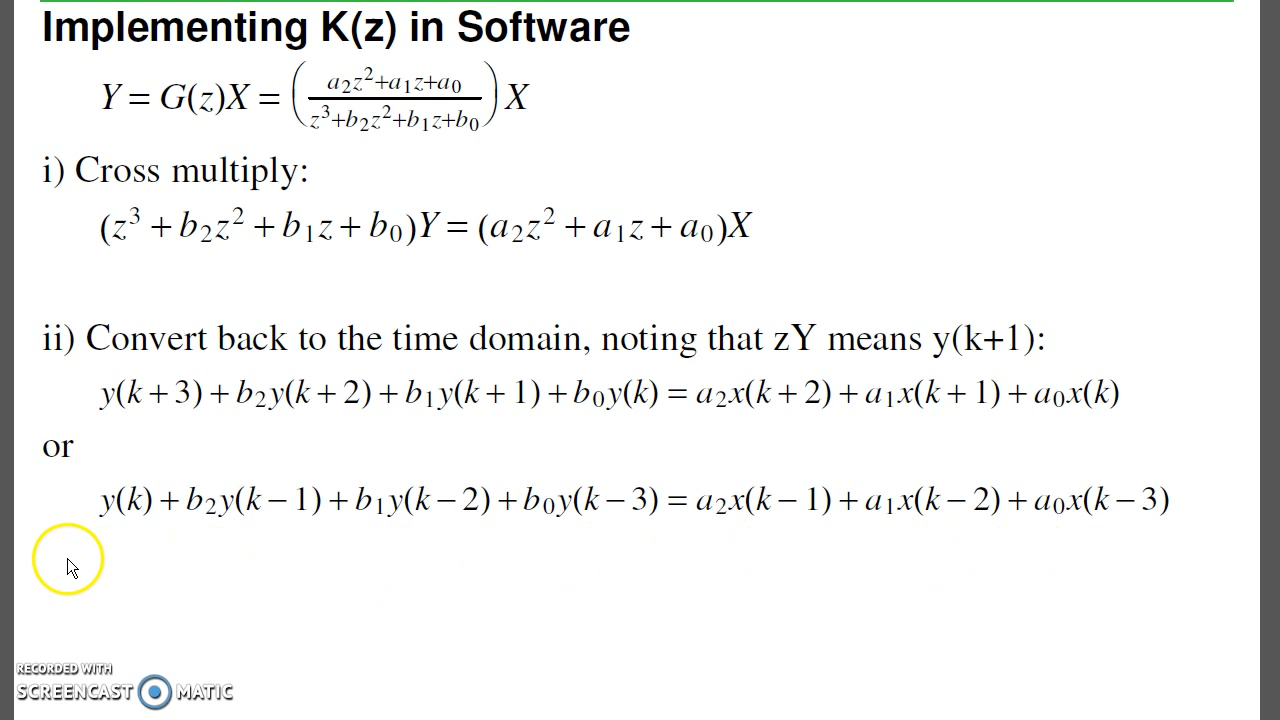 Implementing K(z) in Software
Y = G(z)X = ( (a₂z²+a₁z+a₀) / (z³+b₂z²+b₁z+b₀) ) X
i) Cross multiply:
(z³ + b₂z² + b₁z + b₀)Y = (a₂z² + a₁z + a₀)X
ii) Convert back to the time domain, noting that zY means y(k+1):
y(k + 3) + b₂y(k + 2) + b₁y(k + 1) + b₀y(k) = a₂x(k + 2) + a₁x(k + 1) + a₀x(k)
or
y(k) + b₂y(k − 1) + b₁y(k − 2) + b₀y(k − 3) = a₂x(k − 1) + a₁x(k − 2) + a₀x(k − 3)
RECORDED WITH
SCREENCAST MATIC